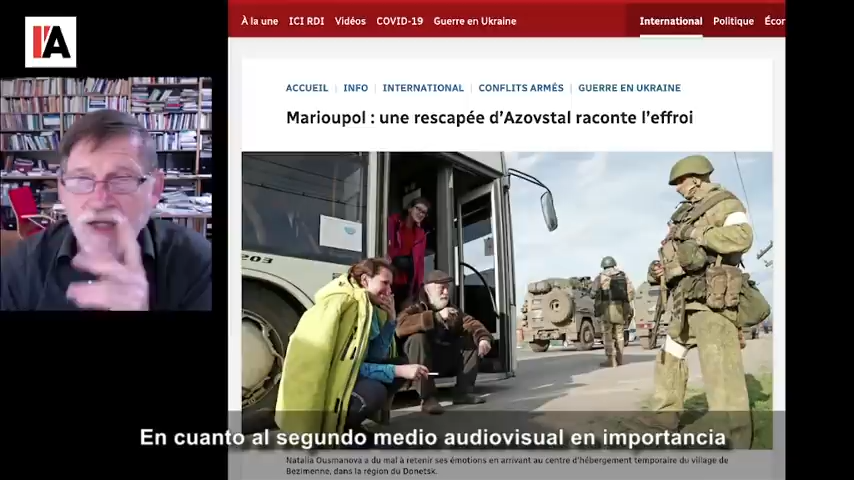 IA
À la une ICI RDI Vidéos COVID-19 Guerre en Ukraine International Politique Écor
ACCUEIL | INFO | INTERNATIONAL | CONFLITS ARMÉS | GUERRE EN UKRAINE
Marioupol : une rescapée d'Azovstal raconte l'effroi
203
En cuanto al segundo medio audiovisual en importancia
Natalia Ousmanova a du mal à retenir ses émotions en arrivant au centre d'hébergement temporaire du village de
Bezimenne, dans la région du Donetsk.